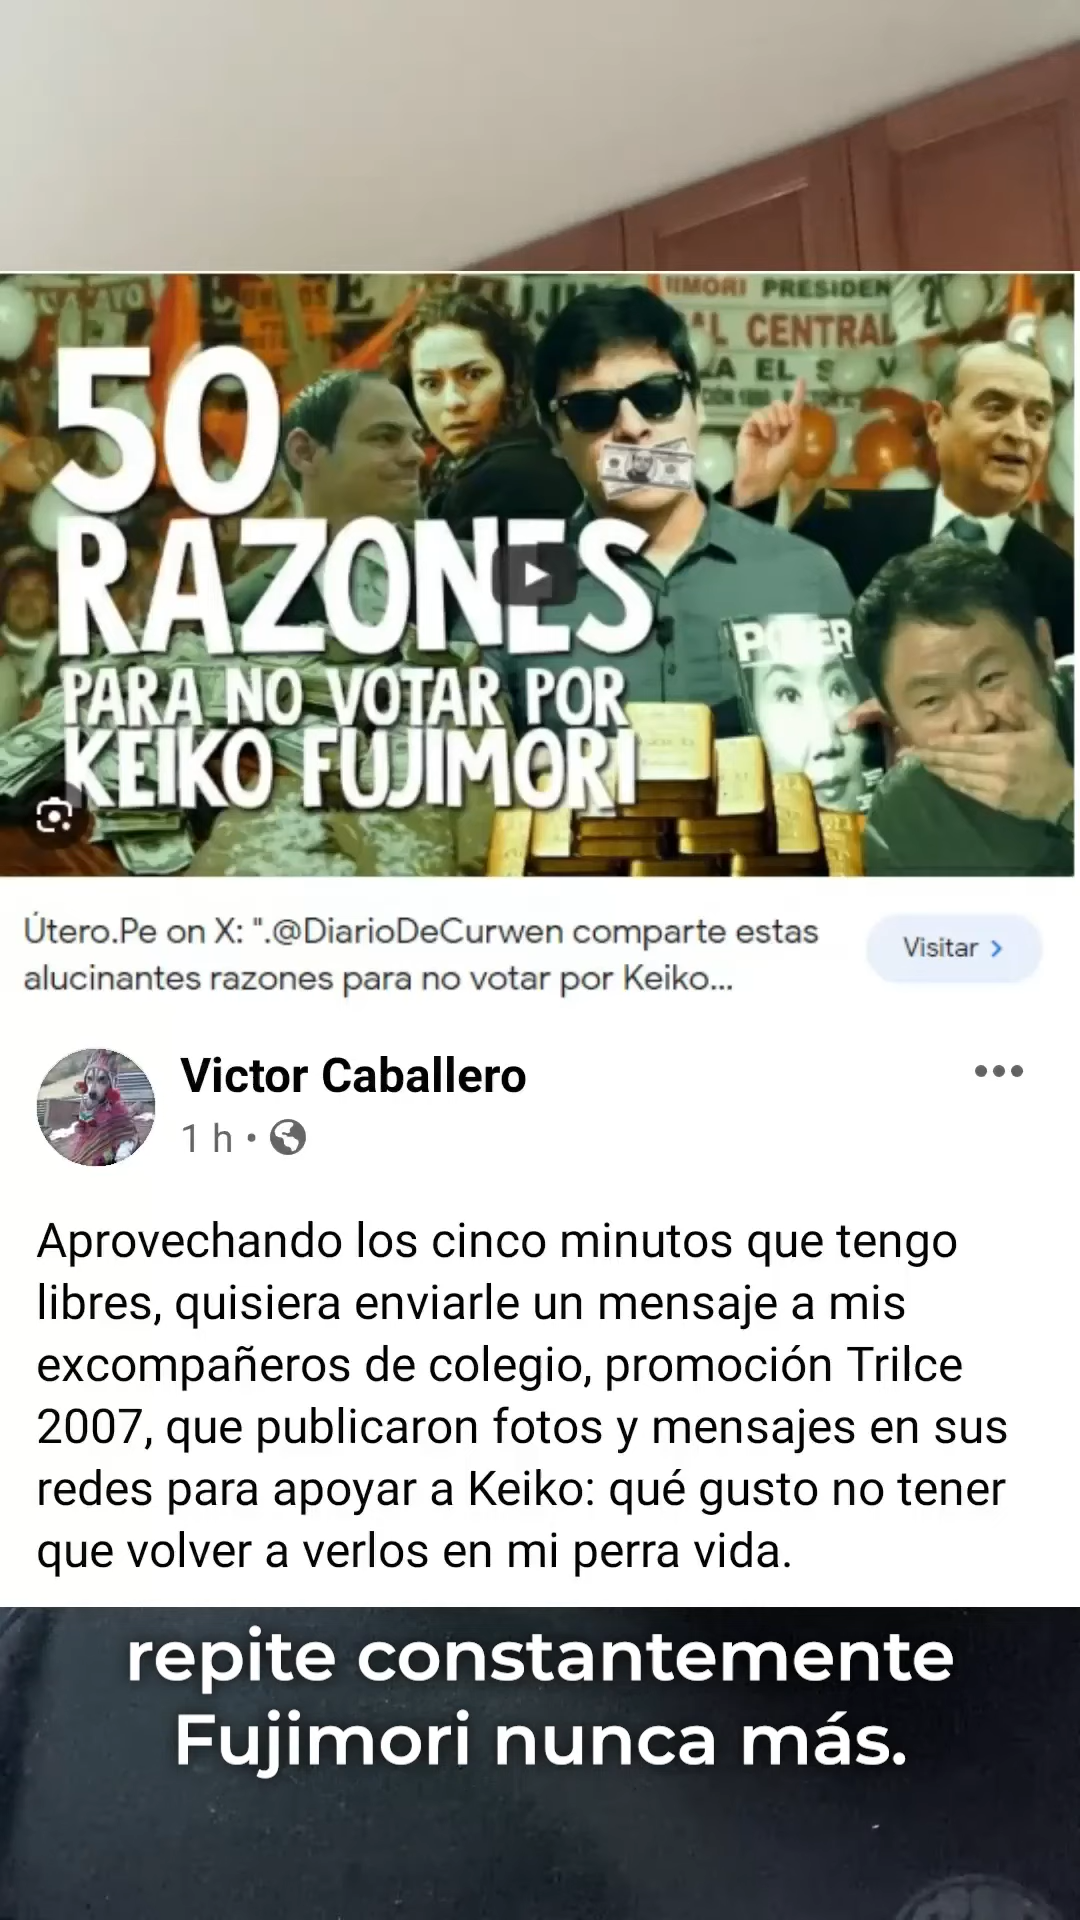 IIMORI PRESIDEN
AL CENTRAL
50
RAZONES
PARA NO VOTAR POR
KEIKO FUJIMORI
Útero.Pe on X: ".@DiarioDeCurwen comparte estas
alucinantes razones para no votar por Keiko...
Visitar >
Victor Caballero
1 h •
Aprovechando los cinco minutos que tengo
libres, quisiera enviarle un mensaje a mis
excompañeros de colegio, promoción Trilce
2007, que publicaron fotos y mensajes en sus
redes para apoyar a Keiko: qué gusto no tener
que volver a verlos en mi perra vida.
repite constantemente
Fujimori nunca más.